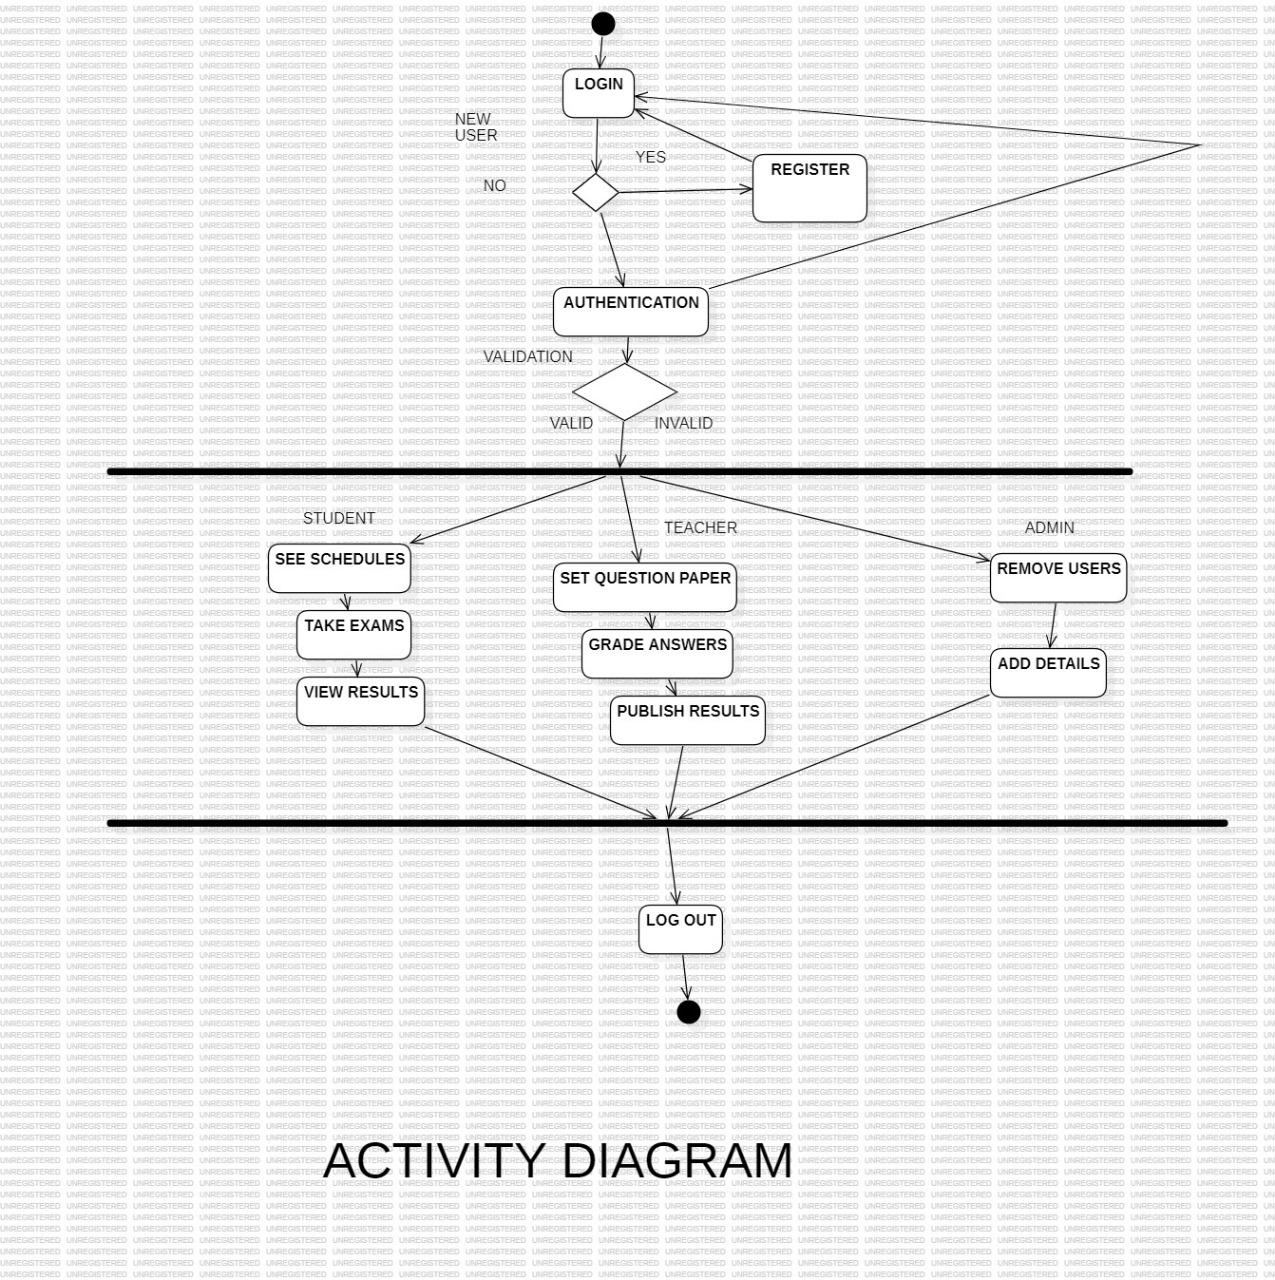 LOGIN
NEW
USER
YES
REGISTER
NO
AUTHENTICATION
VALIDATION
VALID
INVALID
STUDENT
TEACHER
ADMIN
SEE SCHEDULES
SET QUESTION PAPER
REMOVE USERS
TAKE EXAMS
GRADE ANSWERS
ADD DETAILS
VIEW RESULTS
PUBLISH RESULTS
LOG OUT
ACTIVITY DIAGRAM
UNREGISTERED